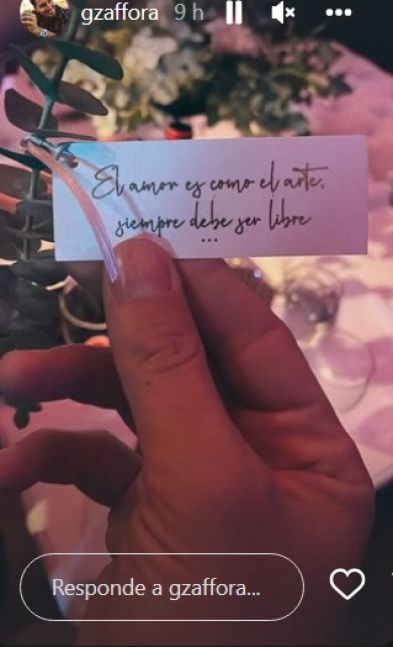 gzaffora 9 h
El amor es como el arte,
siempre debe ser libre
...
Responde a gzaffora...